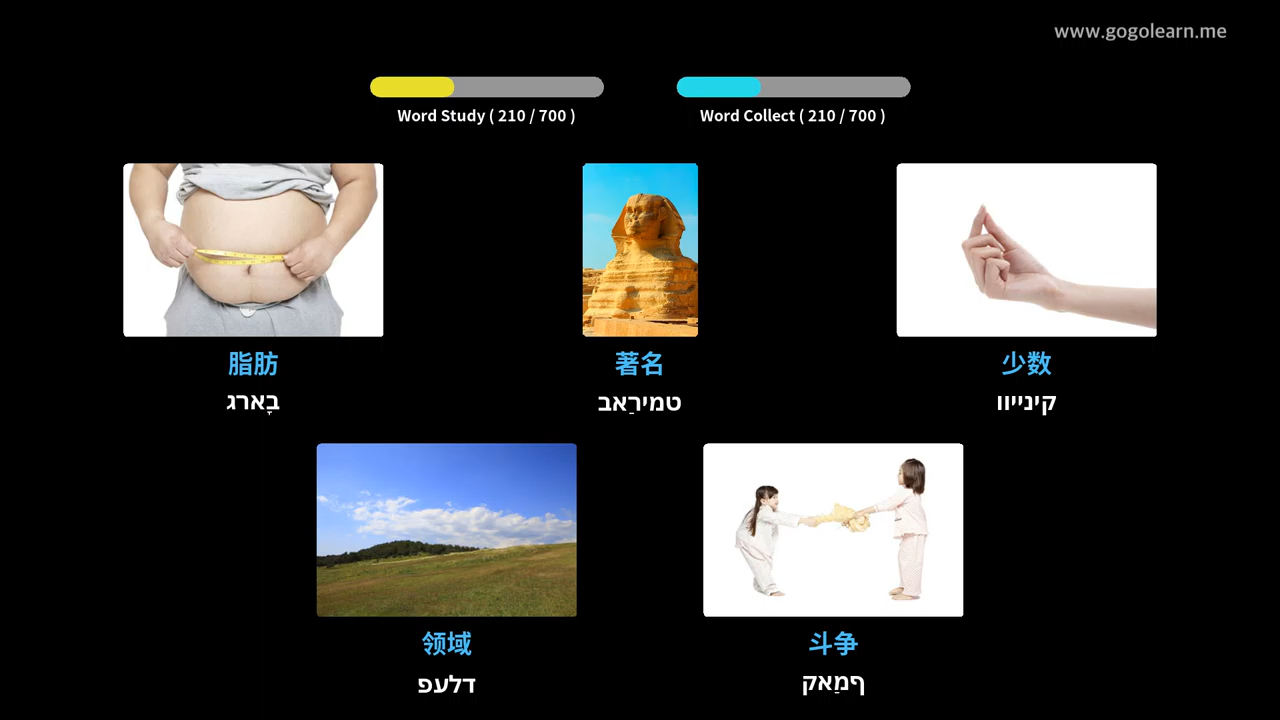 www.gogolearn.me
Word Study ( 210 / 700 )
Word Collect ( 210 / 700 )
脂肪
בָארג
著名
טמירַאב
少数
קינייוו
领域
דלעפ
斗争
ףמַאק